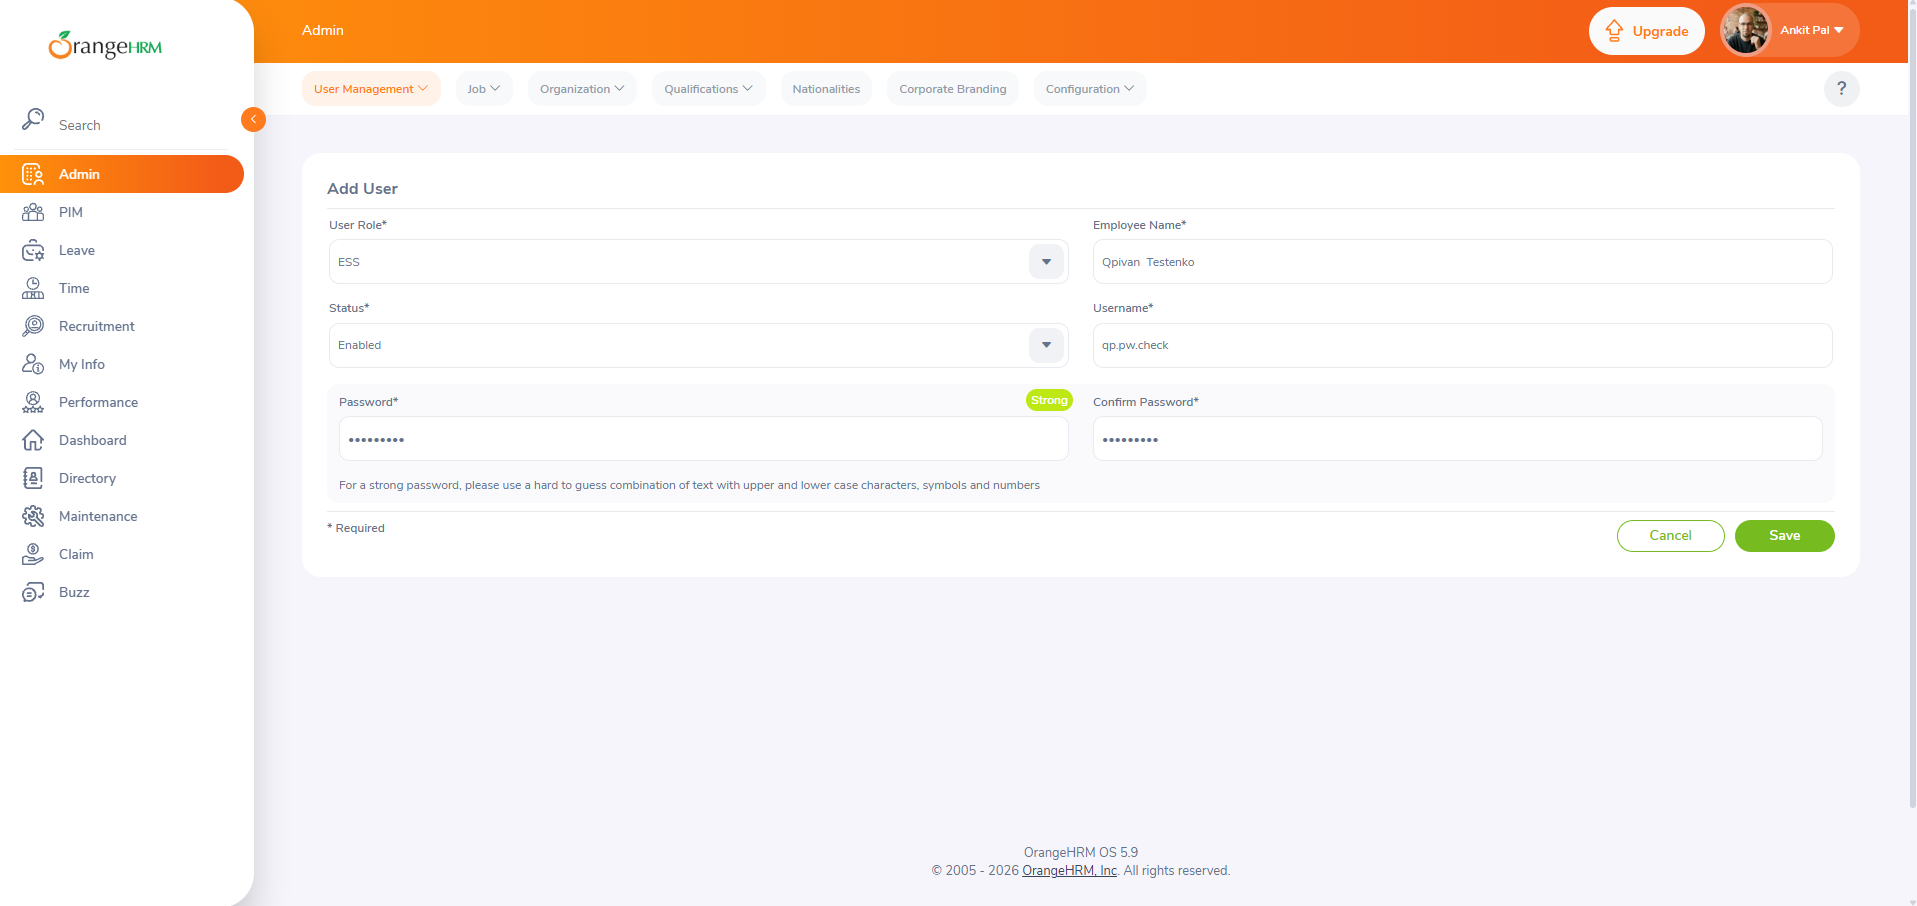 OrangeHRM
Admin
Upgrade
Ankit Pal
User Management
Job
Organization
Qualifications
Nationalities
Corporate Branding
Configuration
?
Search
Admin
PIM
Leave
Time
Recruitment
My Info
Performance
Dashboard
Directory
Maintenance
Claim
Buzz
Add User
User Role*
Employee Name*
ESS
Qpivan  Testenko
Status*
Username*
Enabled
qp.pw.check
Password*
Strong
Confirm Password*
•••••••••
•••••••••
For a strong password, please use a hard to guess combination of text with upper and lower case characters, symbols and numbers
* Required
Cancel
Save
OrangeHRM OS 5.9
© 2005 - 2026 OrangeHRM, Inc. All rights reserved.